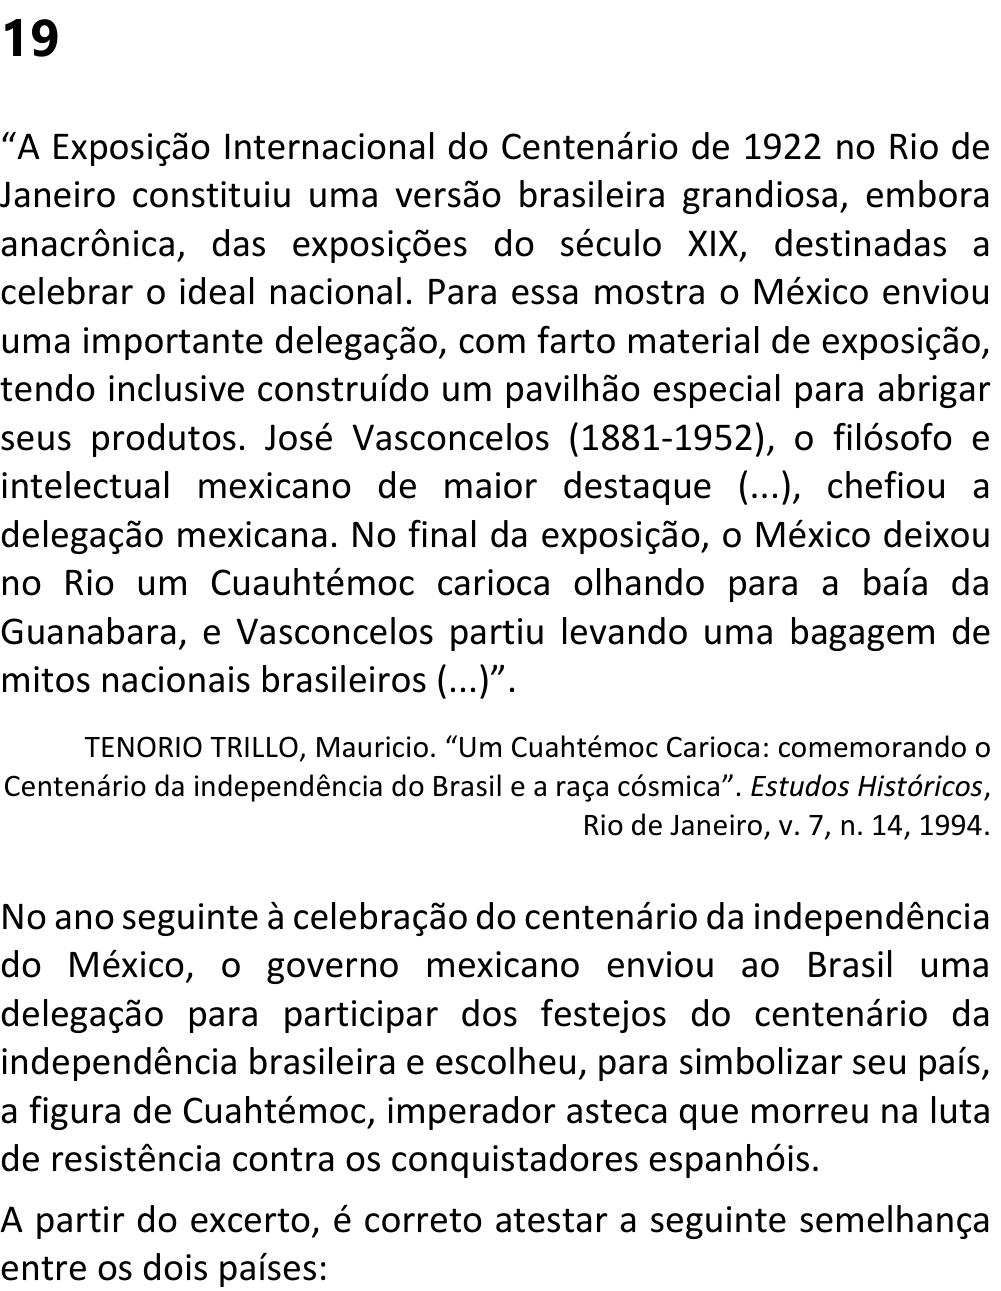 19
“A Exposição Internacional do Centenário de 1922 no Rio de
Janeiro constituiu uma versão brasileira grandiosa, embora
anacrônica, das exposições do século XIX, destinadas a
celebrar o ideal nacional. Para essa mostra o México enviou
uma importante delegação, com farto material de exposição,
tendo inclusive construído um pavilhão especial para abrigar
seus produtos. José Vasconcelos (1881-1952), o filósofo e
intelectual mexicano de maior destaque (...), chefiou a
delegação mexicana. No final da exposição, o México deixou
no Rio um Cuauhtémoc carioca olhando para a baía da
Guanabara, e Vasconcelos partiu levando uma bagagem de
mitos nacionais brasileiros (...)”.
TENORIO TRILLO, Mauricio. “Um Cuahtémoc Carioca: comemorando o
Centenário da independência do Brasil e a raça cósmica”. Estudos Históricos,
Rio de Janeiro, v. 7, n. 14, 1994.
No ano seguinte à celebração do centenário da independência
do México, o governo mexicano enviou ao Brasil uma
delegação para participar dos festejos do centenário da
independência brasileira e escolheu, para simbolizar seu país,
a figura de Cuahtémoc, imperador asteca que morreu na luta
de resistência contra os conquistadores espanhóis.
A partir do excerto, é correto atestar a seguinte semelhança
entre os dois países: